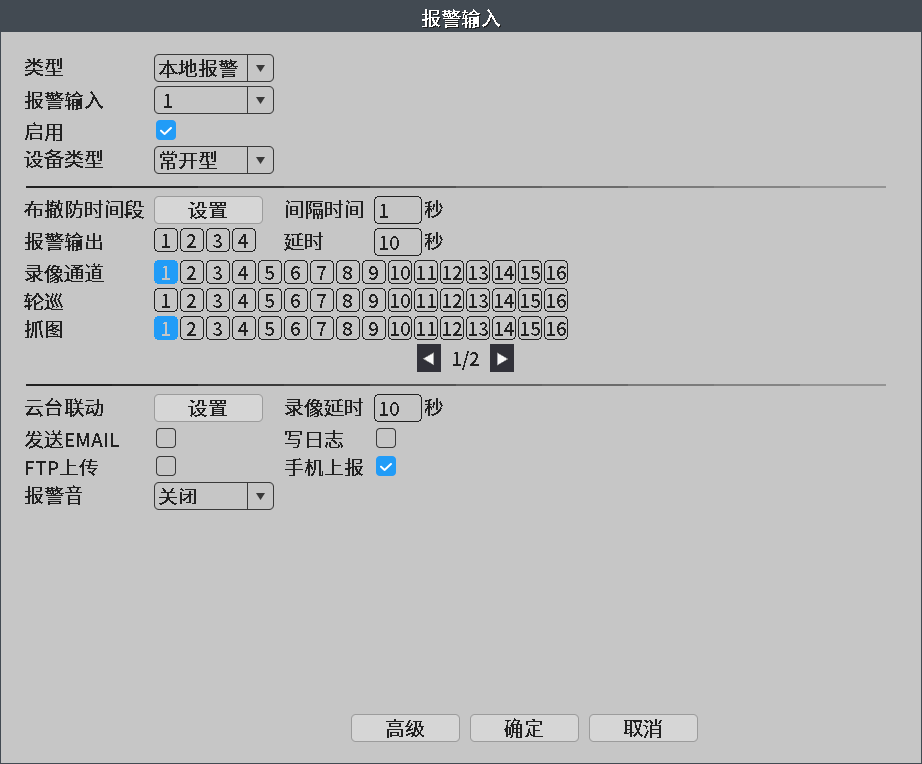 报警输入
类型 本地报警
报警输入 1
启用
设备类型 常开型
布撤防时间段 设置 间隔时间 1 秒
报警输出 1 2 3 4 延时 10 秒
录像通道 1 2 3 4 5 6 7 8 9 10 11 12 13 14 15 16
轮巡 1 2 3 4 5 6 7 8 9 10 11 12 13 14 15 16
抓图 1 2 3 4 5 6 7 8 9 10 11 12 13 14 15 16
1/2
云台联动 设置 录像延时 10 秒
发送EMAIL 写日志
FTP上传 手机上报
报警音 关闭
高级 确定 取消